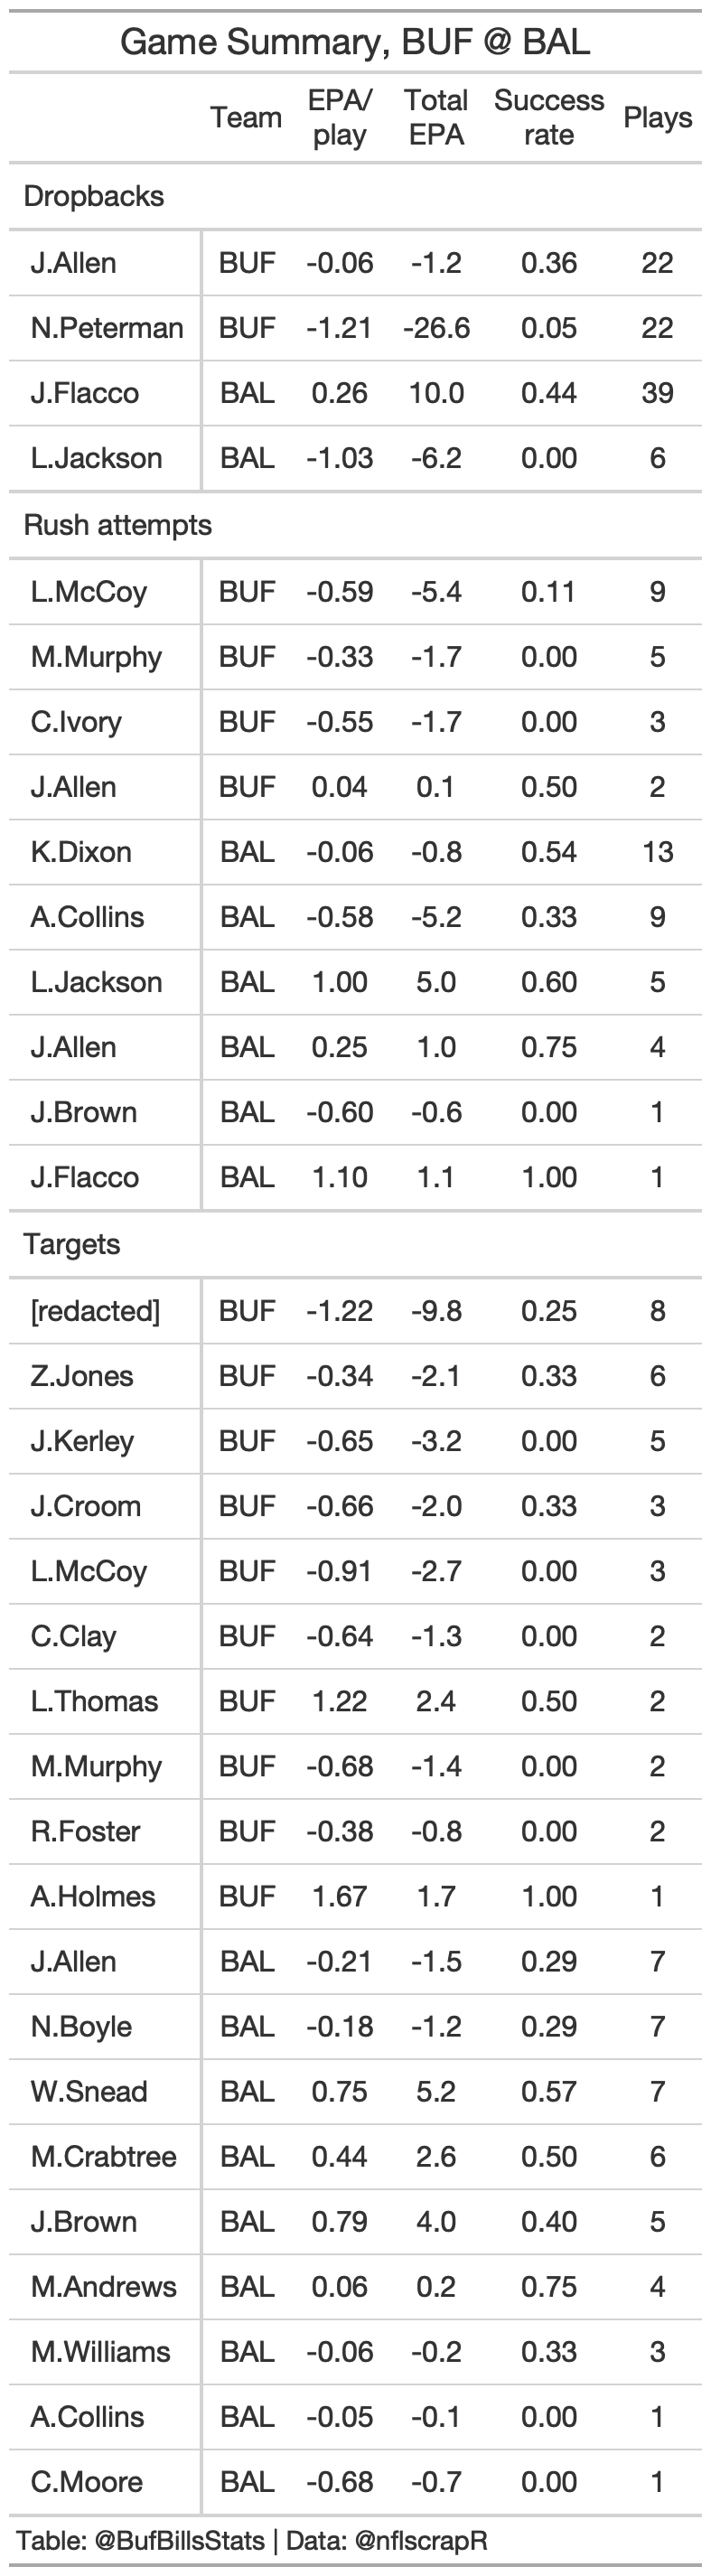 Game Summary, BUF @ BAL
Team EPA/play Total EPA Success rate Plays
Dropbacks
J.Allen BUF -0.06 -1.2 0.36 22
N.Peterman BUF -1.21 -26.6 0.05 22
J.Flacco BAL 0.26 10.0 0.44 39
L.Jackson BAL -1.03 -6.2 0.00 6
Rush attempts
L.McCoy BUF -0.59 -5.4 0.11 9
M.Murphy BUF -0.33 -1.7 0.00 5
C.Ivory BUF -0.55 -1.7 0.00 3
J.Allen BUF 0.04 0.1 0.50 2
K.Dixon BAL -0.06 -0.8 0.54 13
A.Collins BAL -0.58 -5.2 0.33 9
L.Jackson BAL 1.00 5.0 0.60 5
J.Allen BAL 0.25 1.0 0.75 4
J.Brown BAL -0.60 -0.6 0.00 1
J.Flacco BAL 1.10 1.1 1.00 1
Targets
[redacted] BUF -1.22 -9.8 0.25 8
Z.Jones BUF -0.34 -2.1 0.33 6
J.Kerley BUF -0.65 -3.2 0.00 5
J.Croom BUF -0.66 -2.0 0.33 3
L.McCoy BUF -0.91 -2.7 0.00 3
C.Clay BUF -0.64 -1.3 0.00 2
L.Thomas BUF 1.22 2.4 0.50 2
M.Murphy BUF -0.68 -1.4 0.00 2
R.Foster BUF -0.38 -0.8 0.00 2
A.Holmes BUF 1.67 1.7 1.00 1
J.Allen BAL -0.21 -1.5 0.29 7
N.Boyle BAL -0.18 -1.2 0.29 7
W.Snead BAL 0.75 5.2 0.57 7
M.Crabtree BAL 0.44 2.6 0.50 6
J.Brown BAL 0.79 4.0 0.40 5
M.Andrews BAL 0.06 0.2 0.75 4
M.Williams BAL -0.06 -0.2 0.33 3
A.Collins BAL -0.05 -0.1 0.00 1
C.Moore BAL -0.68 -0.7 0.00 1
Table: @BufBillsStats | Data: @nflscrapR